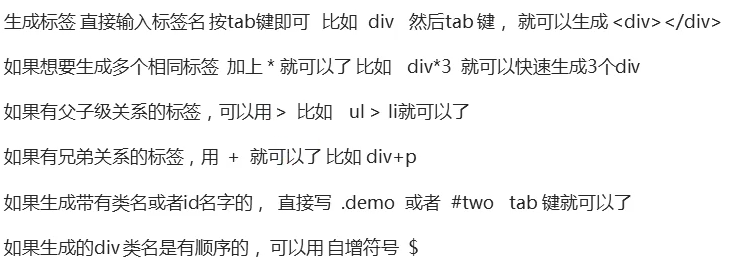 生成标签 直接输入标签名 按tab键即可 比如 div 然后tab 键， 就可以生成 <div></div>
如果想要生成多个相同标签 加上 * 就可以了 比如 div*3 就可以快速生成3个div
如果有父子级关系的标签，可以用 > 比如 ul > li就可以了
如果有兄弟关系的标签，用 + 就可以了 比如 div+p
如果生成带有类名或者id名字的， 直接写 .demo 或者 #two tab 键就可以了
如果生成的div 类名是有顺序的， 可以用 自增符号 $